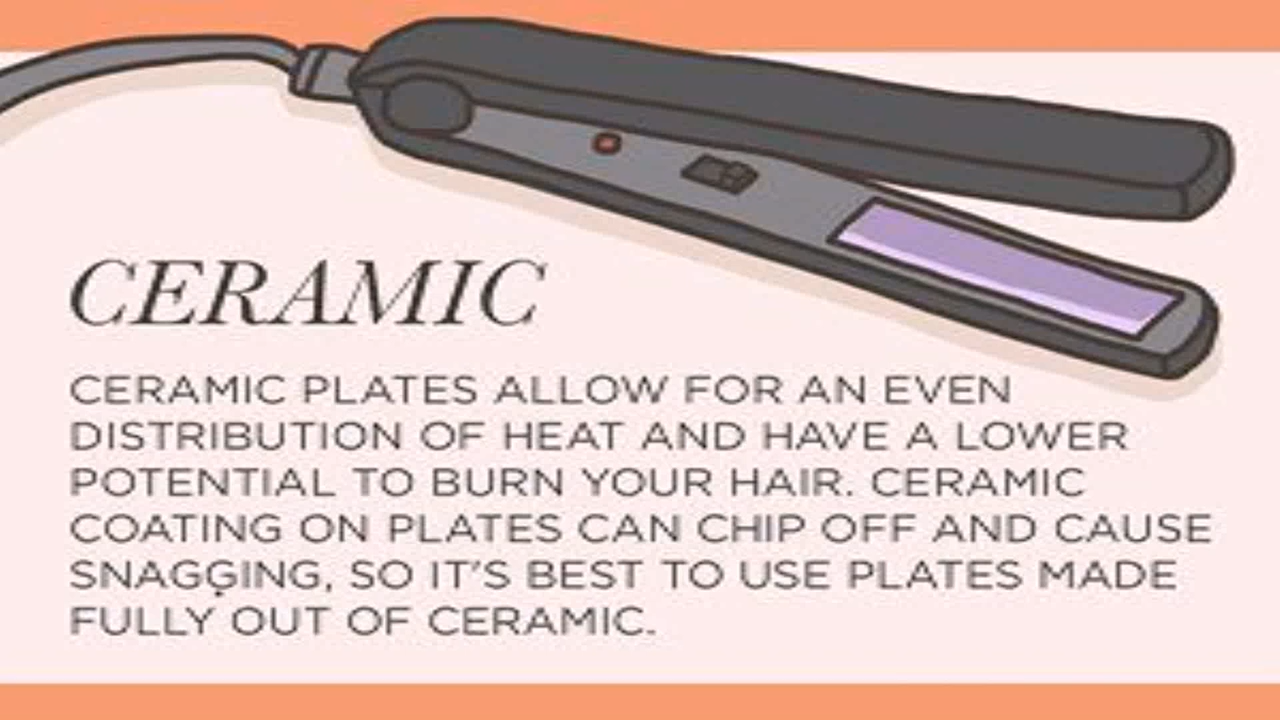 CERAMIC
CERAMIC PLATES ALLOW FOR AN EVEN
DISTRIBUTION OF HEAT AND HAVE A LOWER
POTENTIAL TO BURN YOUR HAIR. CERAMIC
COATING ON PLATES CAN CHIP OFF AND CAUSE
SNAGGING, SO IT'S BEST TO USE PLATES MADE
FULLY OUT OF CERAMIC.